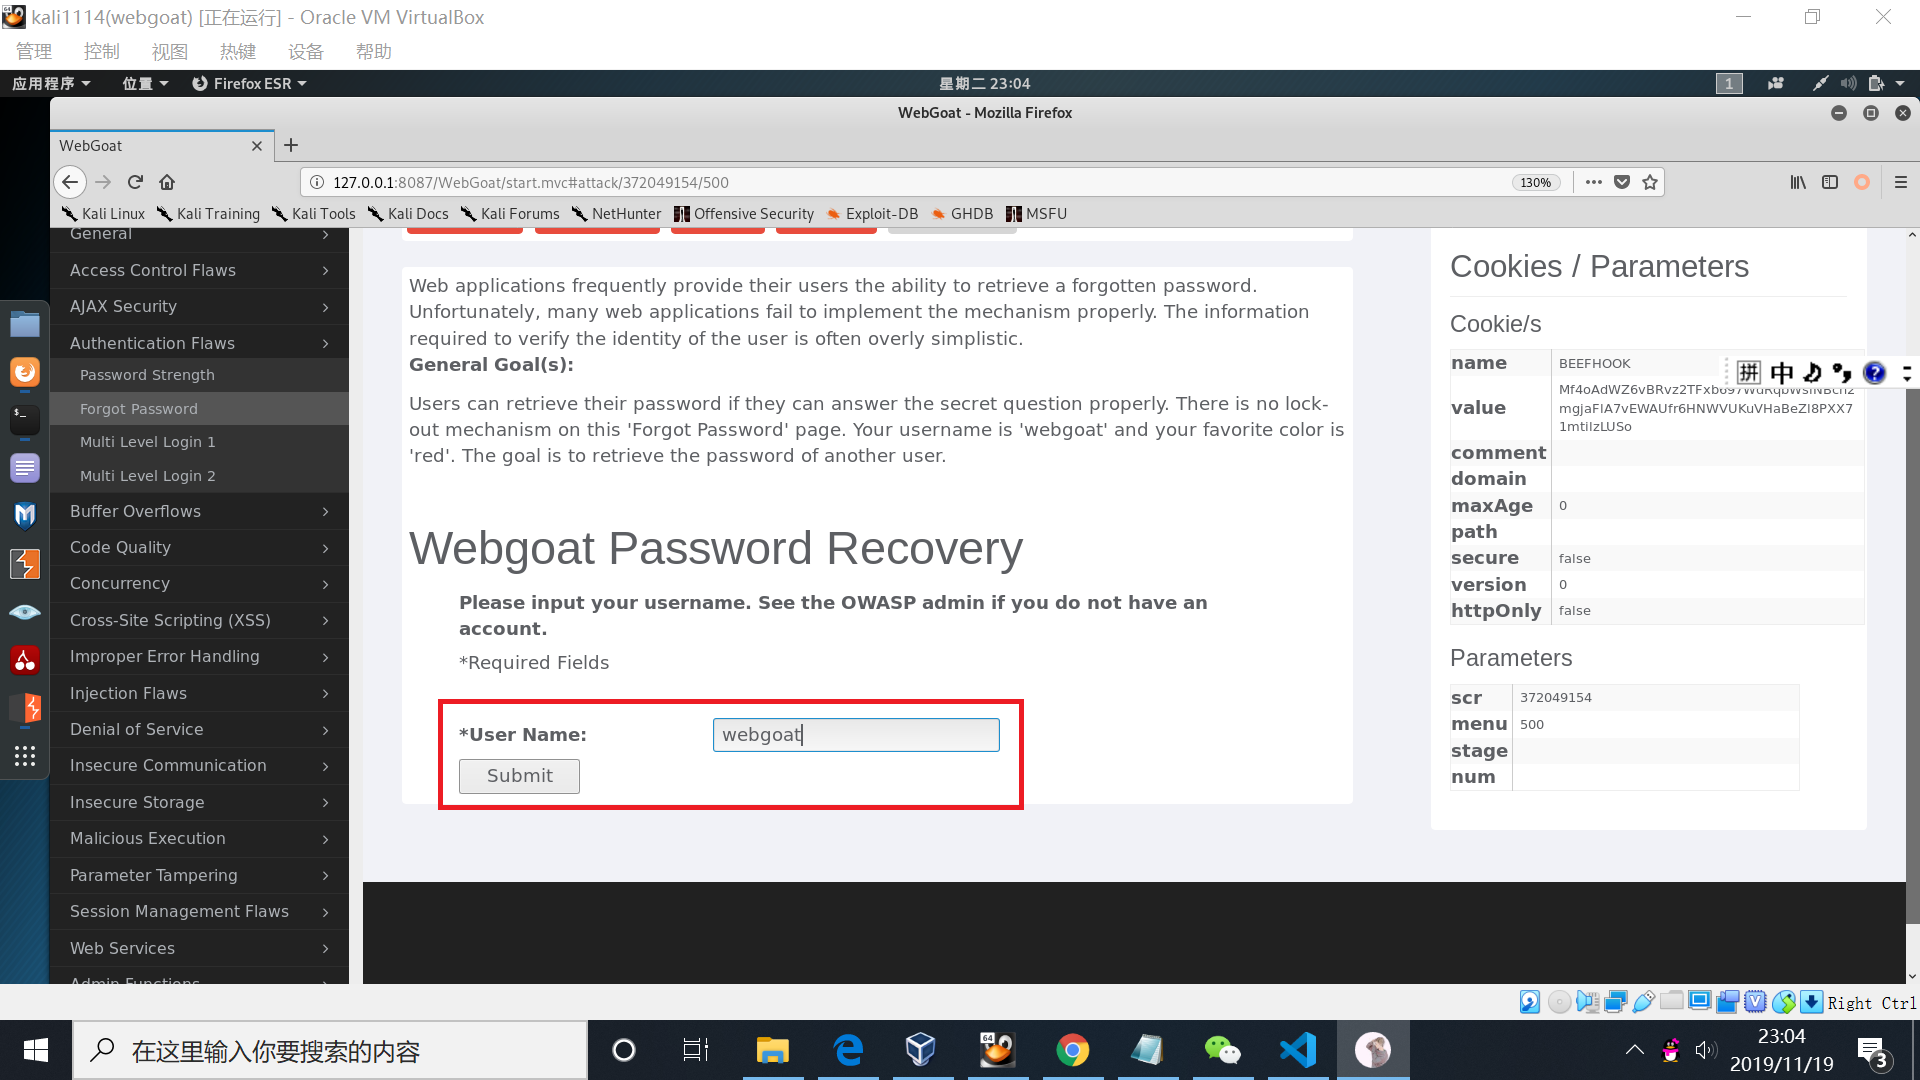 kali1114(webgoat) [正在运行] - Oracle VM VirtualBox
管理 控制 视图 热键 设备 帮助
应用程序 位置 Firefox ESR 星期二 23:04 1
WebGoat - Mozilla Firefox
WebGoat
127.0.0.1:8087/WebGoat/start.mvc#attack/372049154/500 130%
Kali Linux Kali Training Kali Tools Kali Docs Kali Forums NetHunter Offensive Security Exploit-DB GHDB MSFU
General
Access Control Flaws
AJAX Security
Authentication Flaws
Password Strength
Forgot Password
Multi Level Login 1
Multi Level Login 2
Buffer Overflows
Code Quality
Concurrency
Cross-Site Scripting (XSS)
Improper Error Handling
Injection Flaws
Denial of Service
Insecure Communication
Insecure Storage
Malicious Execution
Parameter Tampering
Session Management Flaws
Web Services
Admin Functions
Web applications frequently provide their users the ability to retrieve a forgotten password.
Unfortunately, many web applications fail to implement the mechanism properly. The information
required to verify the identity of the user is often overly simplistic.
General Goal(s):
Users can retrieve their password if they can answer the secret question properly. There is no lock-
out mechanism on this 'Forgot Password' page. Your username is 'webgoat' and your favorite color is
'red'. The goal is to retrieve the password of another user.
Webgoat Password Recovery
Please input your username. See the OWASP admin if you do not have an
account.
*Required Fields
*User Name: webgoat
Submit
Cookies / Parameters
Cookie/s
name BEEFHOOK
value
mgjaFIA7vEWAUfr6HNWVUKuVHaBeZI8PXX7
1mtiIzLUSo
comment
domain
maxAge 0
path
secure false
version 0
httpOnly false
Parameters
scr 372049154
menu 500
stage
num
拼 中
Right Ctrl
在这里输入你要搜索的内容
64
23:04
2019/11/19
3